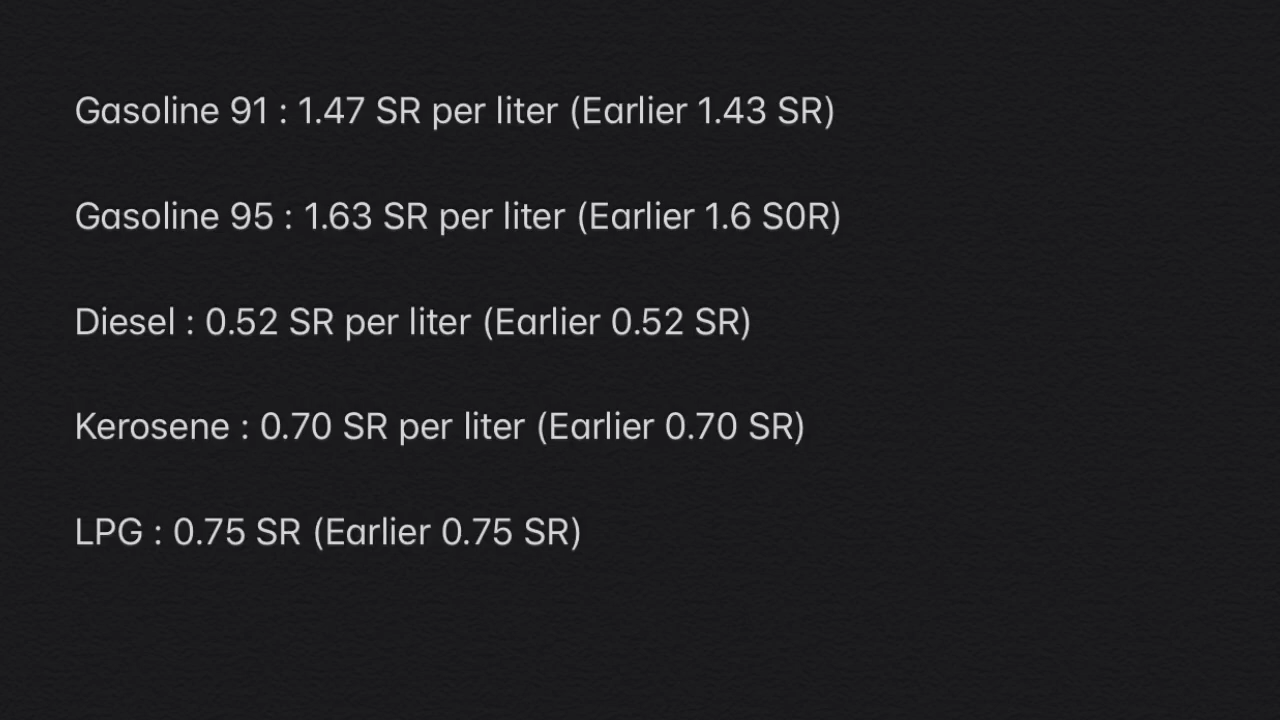 Gasoline 91 : 1.47 SR per liter (Earlier 1.43 SR)
Gasoline 95 : 1.63 SR per liter (Earlier 1.6 S0R)
Diesel : 0.52 SR per liter (Earlier 0.52 SR)
Kerosene : 0.70 SR per liter (Earlier 0.70 SR)
LPG : 0.75 SR (Earlier 0.75 SR)